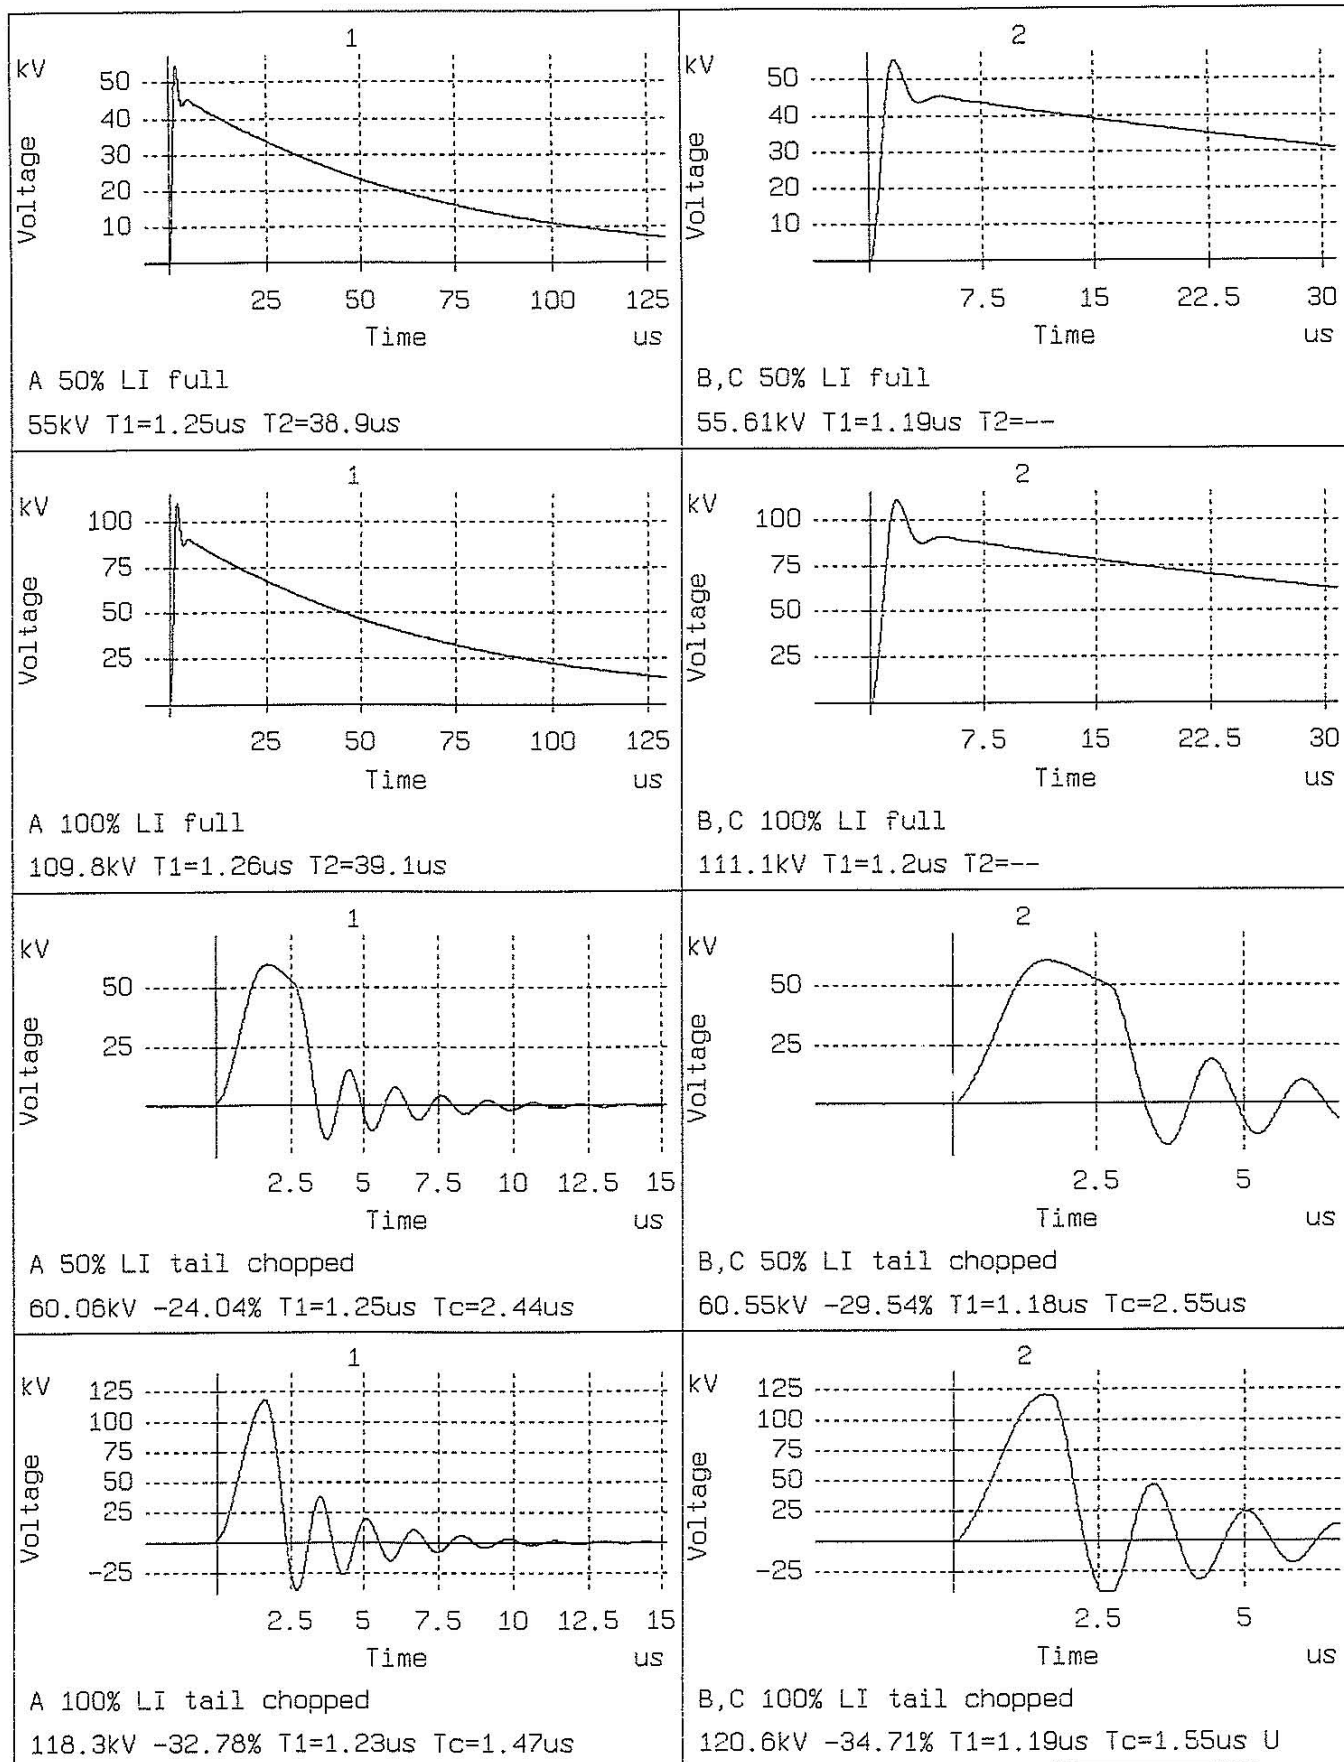 1
kV
Voltage
50
40
30
20
10
25 50 75 100 125
Time us
A 50% LI full
55kV T1=1.25us T2=38.9us
2
kV
Voltage
50
40
30
20
10
7.5 15 22.5 30
Time us
B,C 50% LI full
55.61kV T1=1.19us T2=--
1
kV
Voltage
100
75
50
25
25 50 75 100 125
Time us
A 100% LI full
109.8kV T1=1.26us T2=39.1us
2
kV
Voltage
100
75
50
25
7.5 15 22.5 30
Time us
B,C 100% LI full
111.1kV T1=1.2us T2=--
1
kV
Voltage
50
25
2.5 5 7.5 10 12.5 15
Time us
A 50% LI tail chopped
60.06kV -24.04% T1=1.25us Tc=2.44us
2
kV
Voltage
50
25
2.5 5
Time us
B,C 50% LI tail chopped
60.55kV -29.54% T1=1.18us Tc=2.55us
1
kV
Voltage
125
100
75
50
25
-25
2.5 5 7.5 10 12.5 15
Time us
A 100% LI tail chopped
118.3kV -32.78% T1=1.23us Tc=1.47us
2
kV
Voltage
125
100
75
50
25
-25
2.5 5
Time us
B,C 100% LI tail chopped
120.6kV -34.71% T1=1.19us Tc=1.55us U